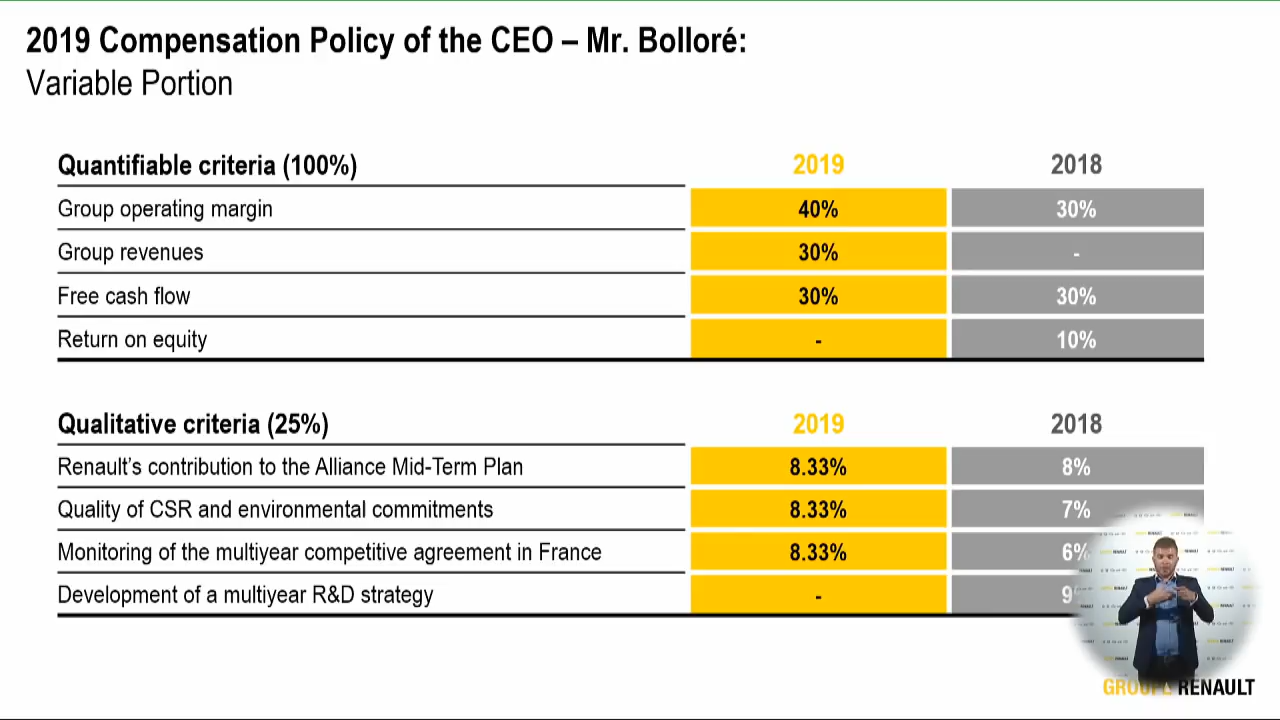 2019 Compensation Policy of the CEO – Mr. Bolloré:
Variable Portion
Quantifiable criteria (100%) 2019 2018
Group operating margin 40% 30%
Group revenues 30% -
Free cash flow 30% 30%
Return on equity - 10%
Qualitative criteria (25%) 2019 2018
Renault's contribution to the Alliance Mid-Term Plan 8.33% 8%
Quality of CSR and environmental commitments 8.33% 7%
Monitoring of the multiyear competitive agreement in France 8.33% 6%
Development of a multiyear R&D strategy -
GROUPE RENAULT